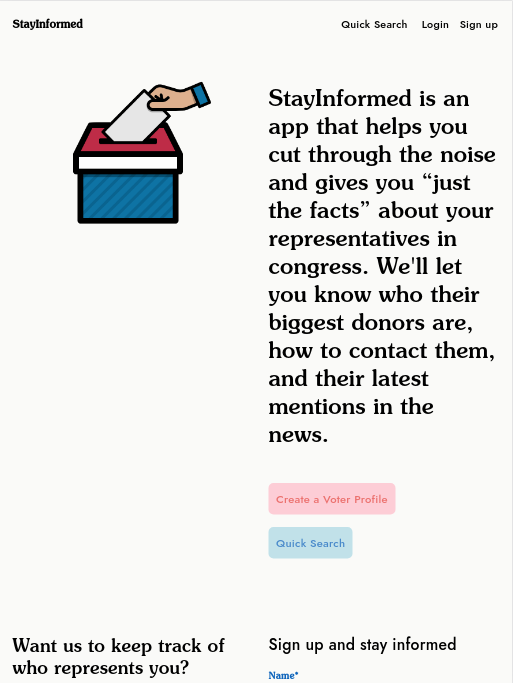 StayInformed
Quick Search
Login
Sign up
StayInformed is an
app that helps you
cut through the noise
and gives you “just
the facts” about your
representatives in
congress. We'll let
you know who their
biggest donors are,
how to contact them,
and their latest
mentions in the
news.
Create a Voter Profile
Quick Search
Want us to keep track of
who represents you?
Sign up and stay informed
Name*